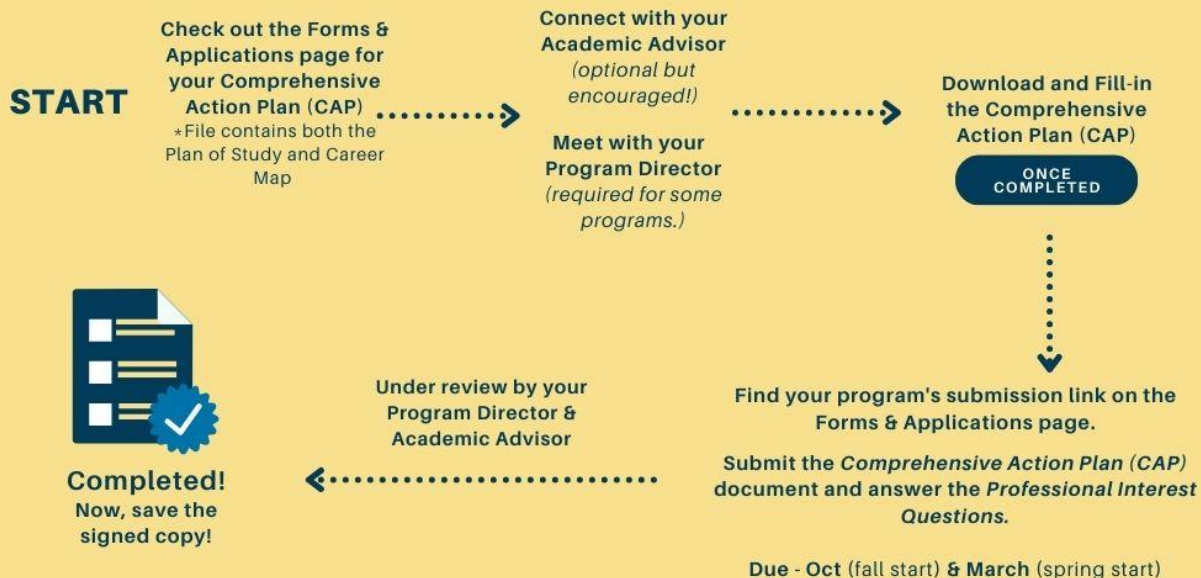 START
Check out the Forms &
Applications page for
your Comprehensive
Action Plan (CAP)
*File contains both the
Plan of Study and Career
Map
Connect with your
Academic Advisor
(optional but
encouraged!)
Meet with your
Program Director
(required for some
programs.)
Download and Fill-in
the Comprehensive
Action Plan (CAP)
ONCE
COMPLETED
Find your program's submission link on the
Forms & Applications page.
Submit the Comprehensive Action Plan (CAP)
document and answer the Professional Interest
Questions.
Due - Oct (fall start) & March (spring start)
Under review by your
Program Director &
Academic Advisor
Completed!
Now, save the
signed copy!